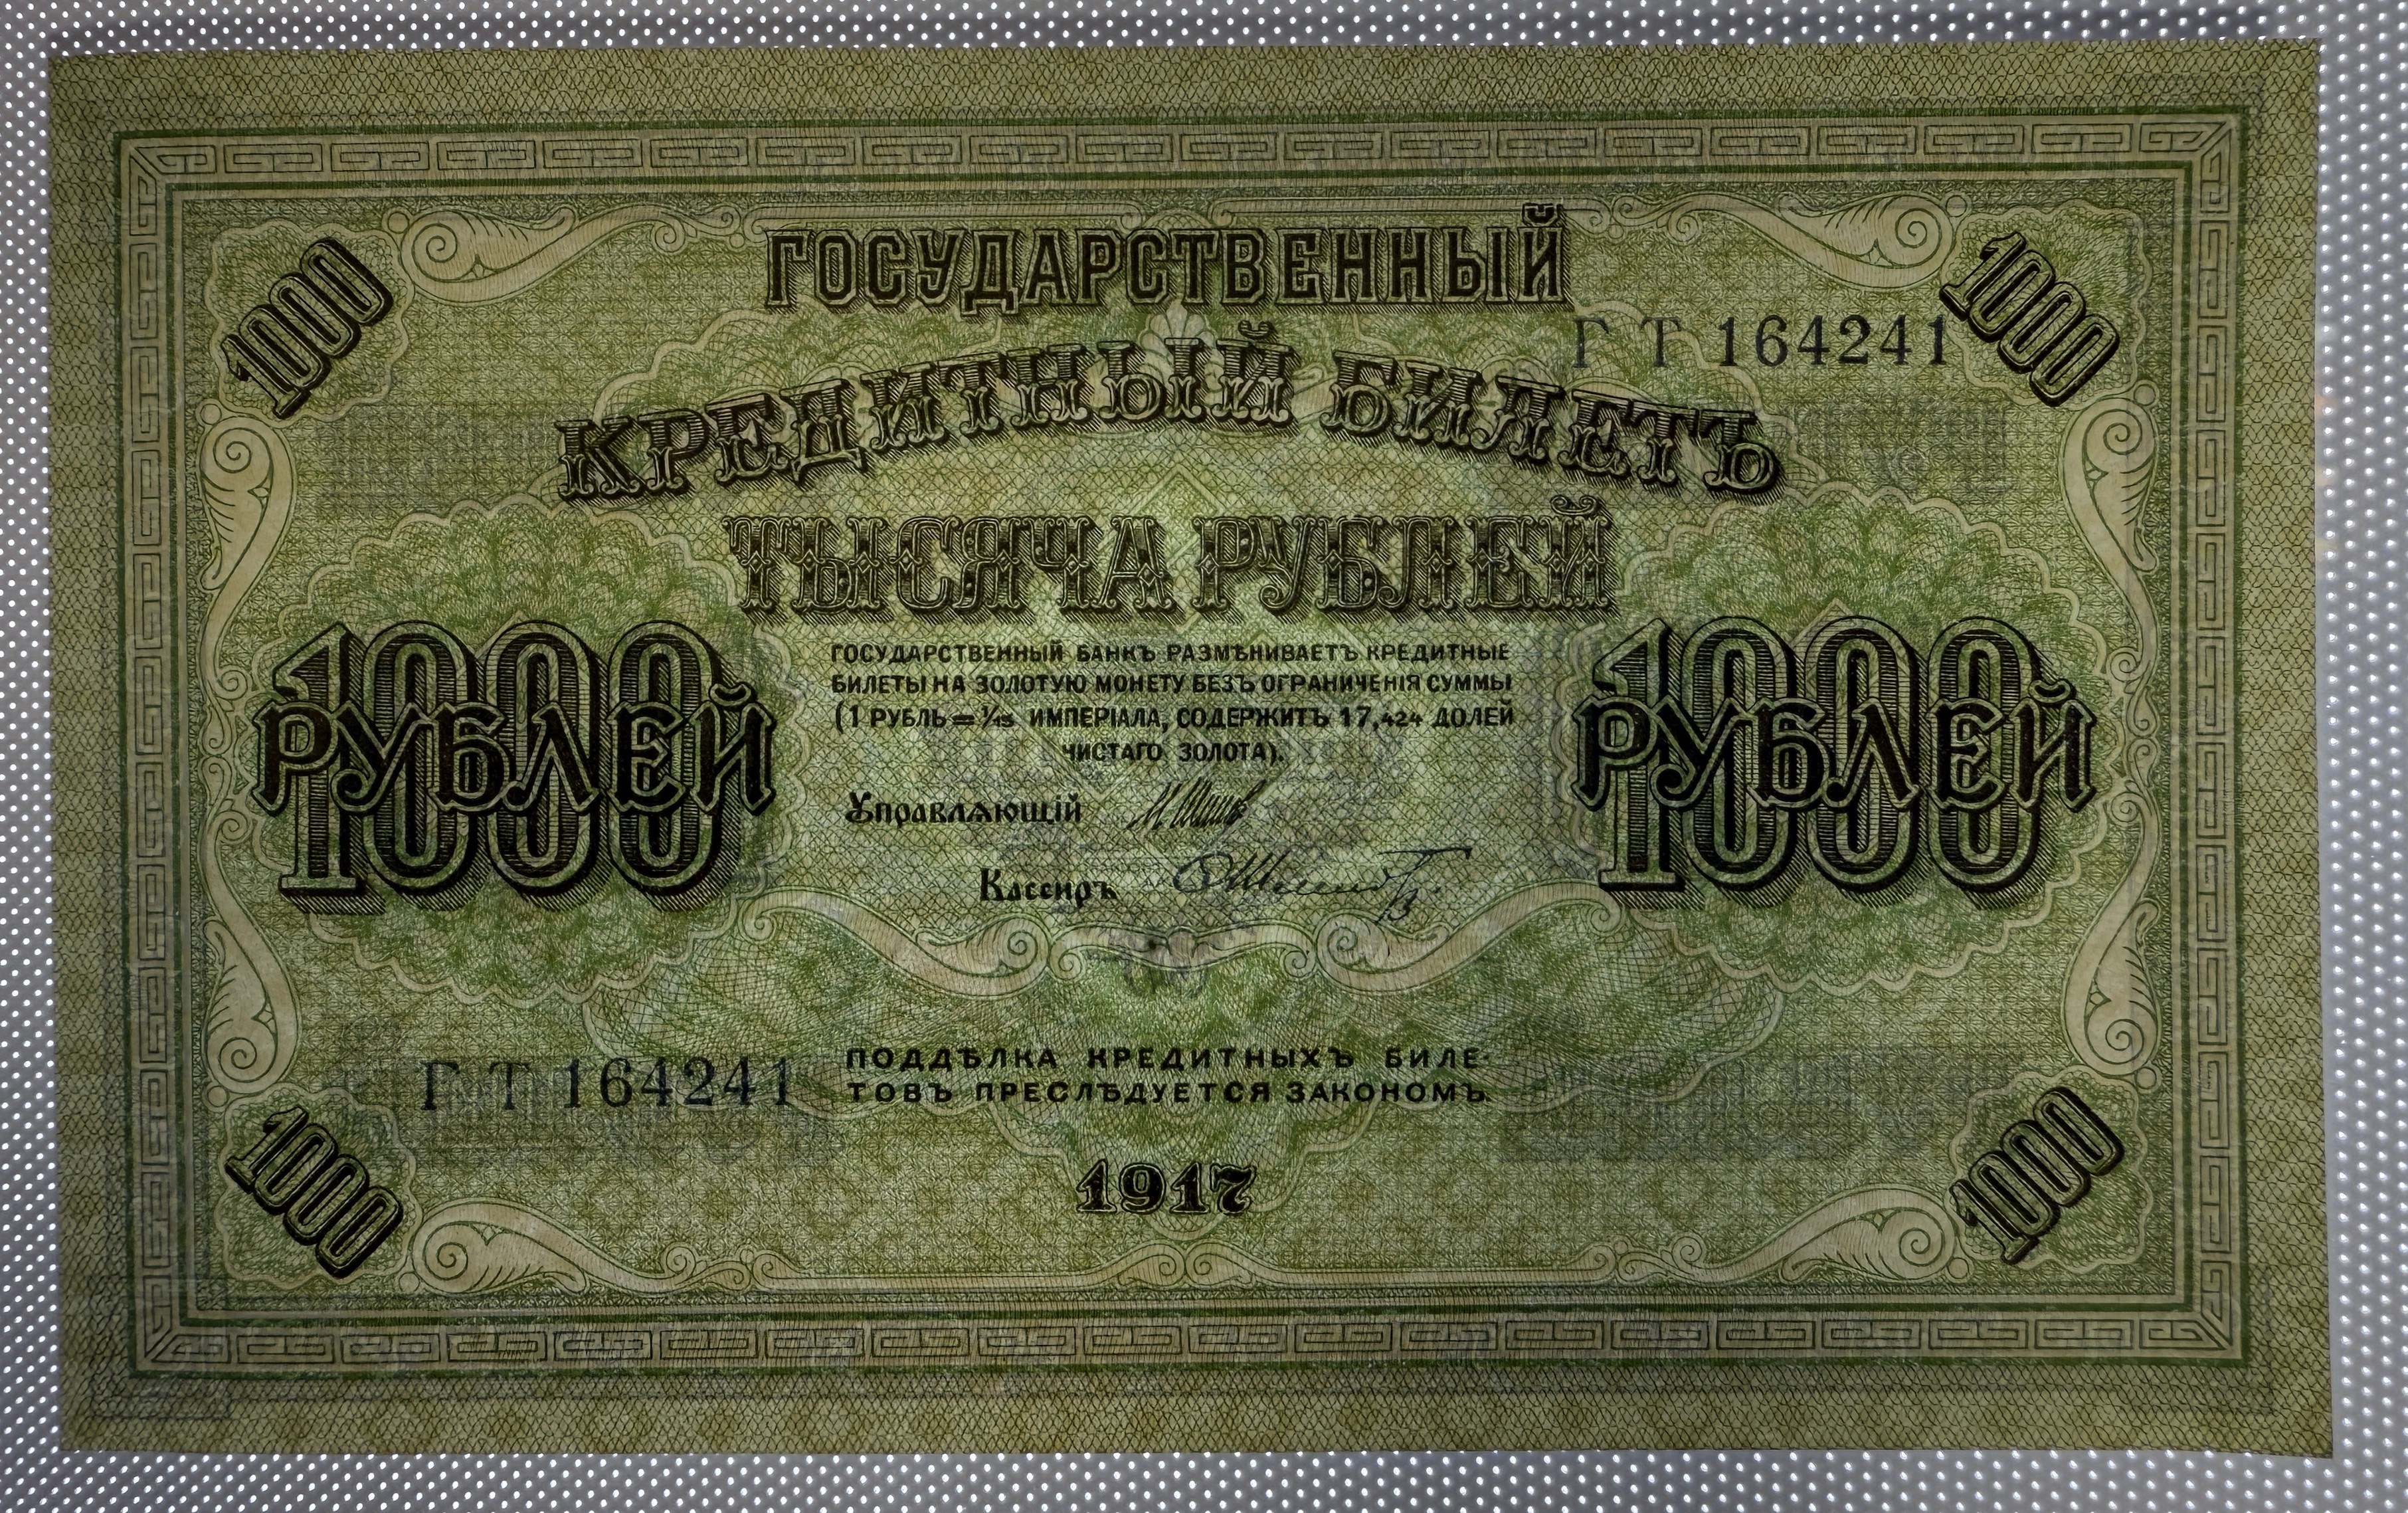 1000
ГОСУДАРСТВЕННЫЙ
1000
ГТ 164241
КРЕДИТНЫЙ БИЛЕТЪ
ТЫСЯЧА РУБЛЕЙ
1000
РУБЛЕЙ
ГОСУДАРСТВЕННЫЙ БАНКЪ РАЗМѢНИВАЕТЪ КРЕДИТНЫЕ
БИЛЕТЫ НА ЗОЛОТУЮ МОНЕТУ БЕЗЪ ОГРАНИЧЕНІЯ СУММЫ
(1 РУБЛЬ = 1/15 ИМПЕРІАЛА, СОДЕРЖИТЪ 17,424 ДОЛЕЙ
ЧИСТАГО ЗОЛОТА).
1000
РУБЛЕЙ
Управляющій
Кассиръ
ГТ 164241
ПОДДѢЛКА КРЕДИТНЫХЪ БИЛЕ-
ТОВЪ ПРЕСЛѢДУЕТСЯ ЗАКОНОМЪ.
1000
1917
1000